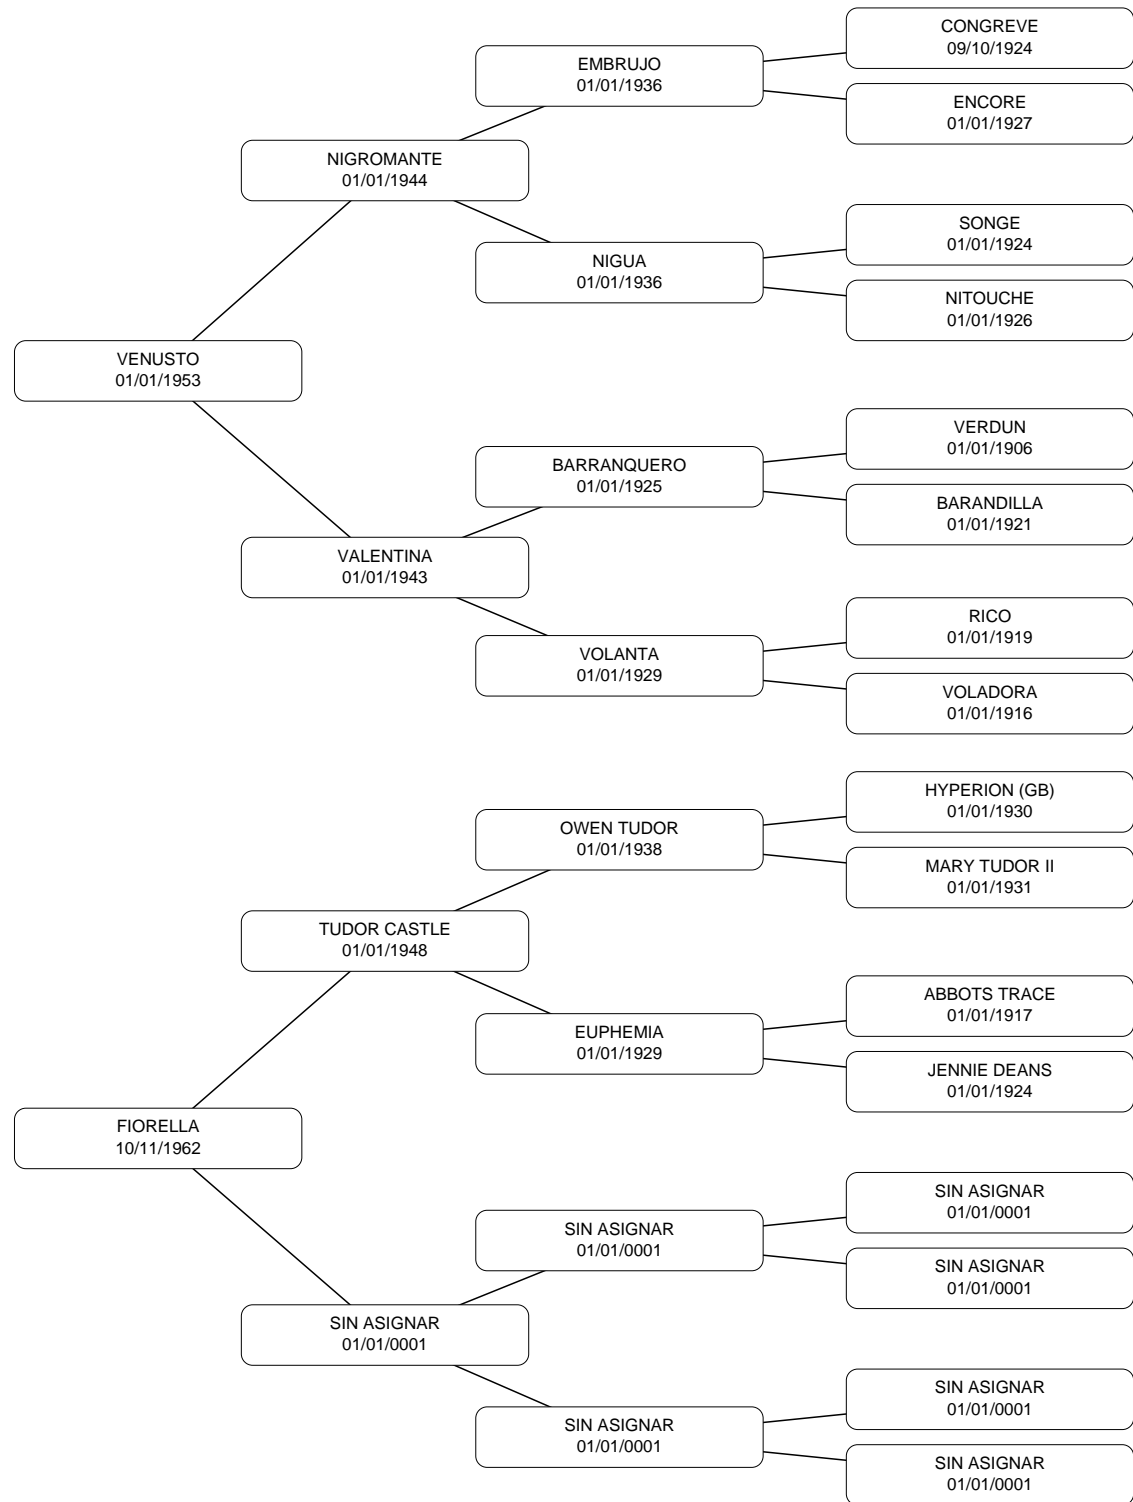 CONGREVE
09/10/1924
EMBRUJO
01/01/1936
ENCORE
01/01/1927
NIGROMANTE
01/01/1944
SONGE
01/01/1924
NIGUA
01/01/1936
NITOUCHE
01/01/1926
VENUSTO
01/01/1953
VERDUN
01/01/1906
BARRANQUERO
01/01/1925
BARANDILLA
01/01/1921
VALENTINA
01/01/1943
RICO
01/01/1919
VOLANTA
01/01/1929
VOLADORA
01/01/1916
HYPERION (GB)
01/01/1930
OWEN TUDOR
01/01/1938
MARY TUDOR II
01/01/1931
TUDOR CASTLE
01/01/1948
ABBOTS TRACE
01/01/1917
EUPHEMIA
01/01/1929
JENNIE DEANS
01/01/1924
FIORELLA
10/11/1962
SIN ASIGNAR
01/01/0001
SIN ASIGNAR
01/01/0001
SIN ASIGNAR
01/01/0001
SIN ASIGNAR
01/01/0001
SIN ASIGNAR
01/01/0001
SIN ASIGNAR
01/01/0001
SIN ASIGNAR
01/01/0001